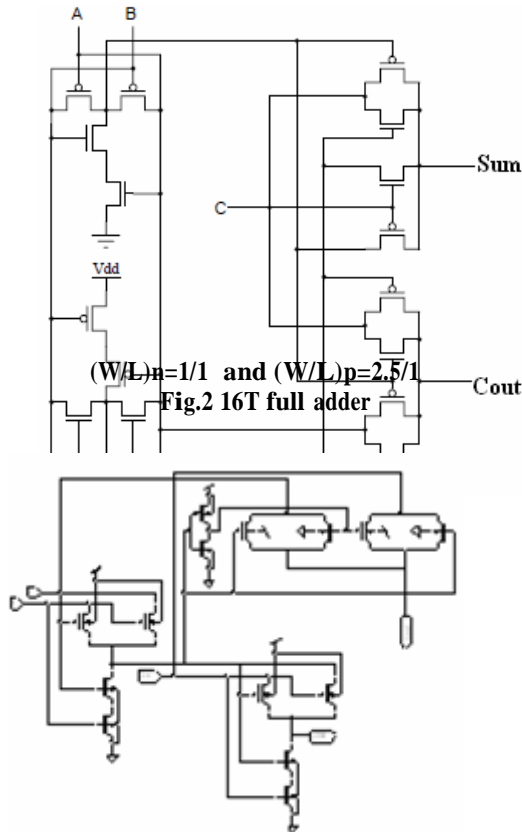 A B
Sum
C
Vdd
(W/L)n=1/1 and (W/L)p=2.5/1
Cout
Fig.2 16T full adder